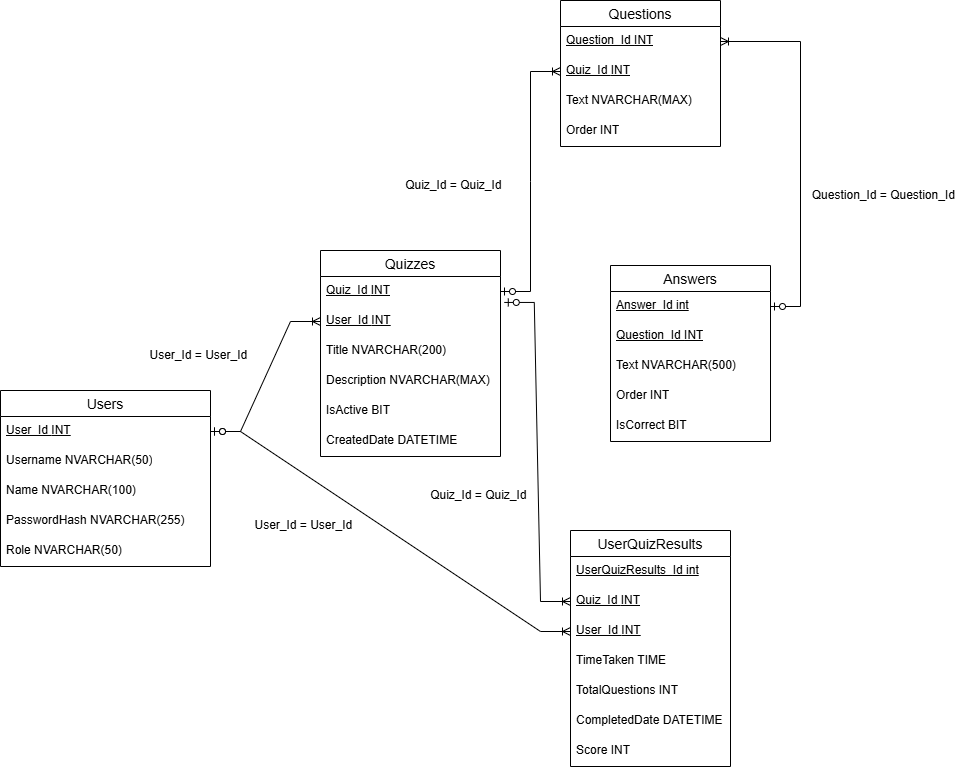 Questions
Question_Id INT
Quiz_Id INT
Text NVARCHAR(MAX)
Order INT
Quiz_Id = Quiz_Id
Question_Id = Question_Id
Quizzes
Quiz_Id INT
User_Id INT
Title NVARCHAR(200)
Description NVARCHAR(MAX)
IsActive BIT
CreatedDate DATETIME
Answers
Answer_Id int
Question_Id INT
Text NVARCHAR(500)
Order INT
IsCorrect BIT
User_Id = User_Id
Users
User_Id INT
Username NVARCHAR(50)
Name NVARCHAR(100)
PasswordHash NVARCHAR(255)
Role NVARCHAR(50)
Quiz_Id = Quiz_Id
User_Id = User_Id
UserQuizResults
UserQuizResults_Id int
Quiz_Id INT
User_Id INT
TimeTaken TIME
TotalQuestions INT
CompletedDate DATETIME
Score INT